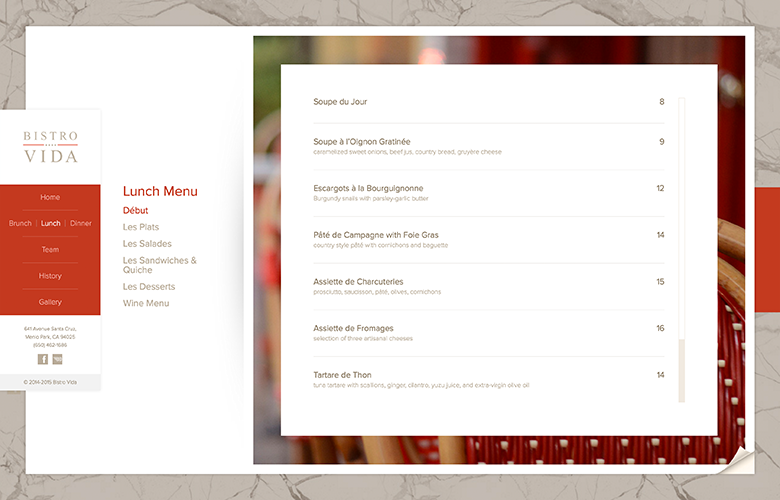 BISTRO
VIDA
Home
Brunch | Lunch | Dinner
Team
History
Gallery
641 Avenue Santa Cruz,
Menlo Park, CA 94025
(650) 462-1686
© 2014-2015 Bistro Vida
Lunch Menu
Début
Les Plats
Les Salades
Les Sandwiches &
Quiche
Les Desserts
Wine Menu
Soupe du Jour 8
Soupe à l'Oignon Gratinée 9
caramelized sweet onions, beef jus, country bread, gruyère cheese
Escargots à la Bourguignonne 12
Burgundy snails with parsley-garlic butter
Pâté de Campagne with Foie Gras 14
country style pâté with cornichons and baguette
Assiette de Charcuteries 15
prosciutto, saucisson, pâté, olives, cornichons
Assiette de Fromages 16
selection of three artisanal cheeses
Tartare de Thon 14
tuna tartare with scallions, ginger, cilantro, yuzu juice, and extra-virgin olive oil